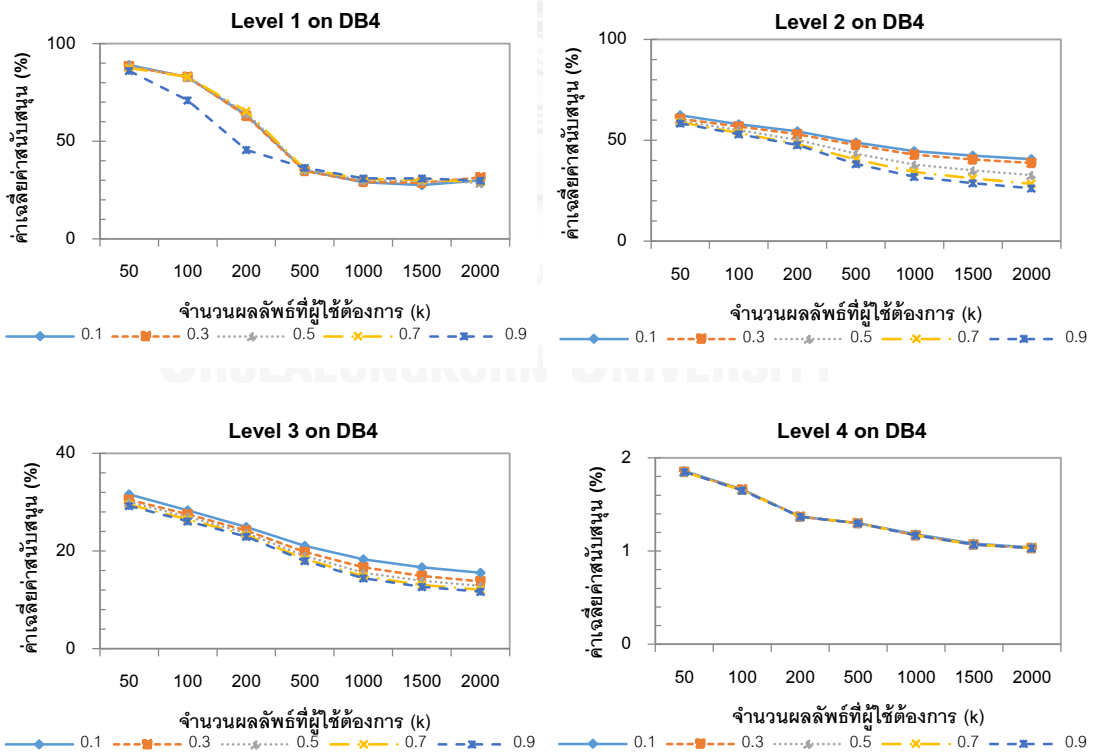 Level 1 on DB4
ค่าเฉลี่ยค่าสนับสนุน (%)
100
50
0
50 100 200 500 1000 1500 2000
จำนวนผลลัพธ์ที่ผู้ใช้ต้องการ (k)
0.1 0.3 0.5 0.7 0.9
Level 2 on DB4
ค่าเฉลี่ยค่าสนับสนุน (%)
100
50
0
50 100 200 500 1000 1500 2000
จำนวนผลลัพธ์ที่ผู้ใช้ต้องการ (k)
0.1 0.3 0.5 0.7 0.9
CHULALONGKORN UNIVERSITY
Level 3 on DB4
ค่าเฉลี่ยค่าสนับสนุน (%)
40
20
0
50 100 200 500 1000 1500 2000
จำนวนผลลัพธ์ที่ผู้ใช้ต้องการ (k)
0.1 0.3 0.5 0.7 0.9
Level 4 on DB4
ค่าเฉลี่ยค่าสนับสนุน (%)
2
1
0
50 100 200 500 1000 1500 2000
จำนวนผลลัพธ์ที่ผู้ใช้ต้องการ (k)
0.1 0.3 0.5 0.7 0.9